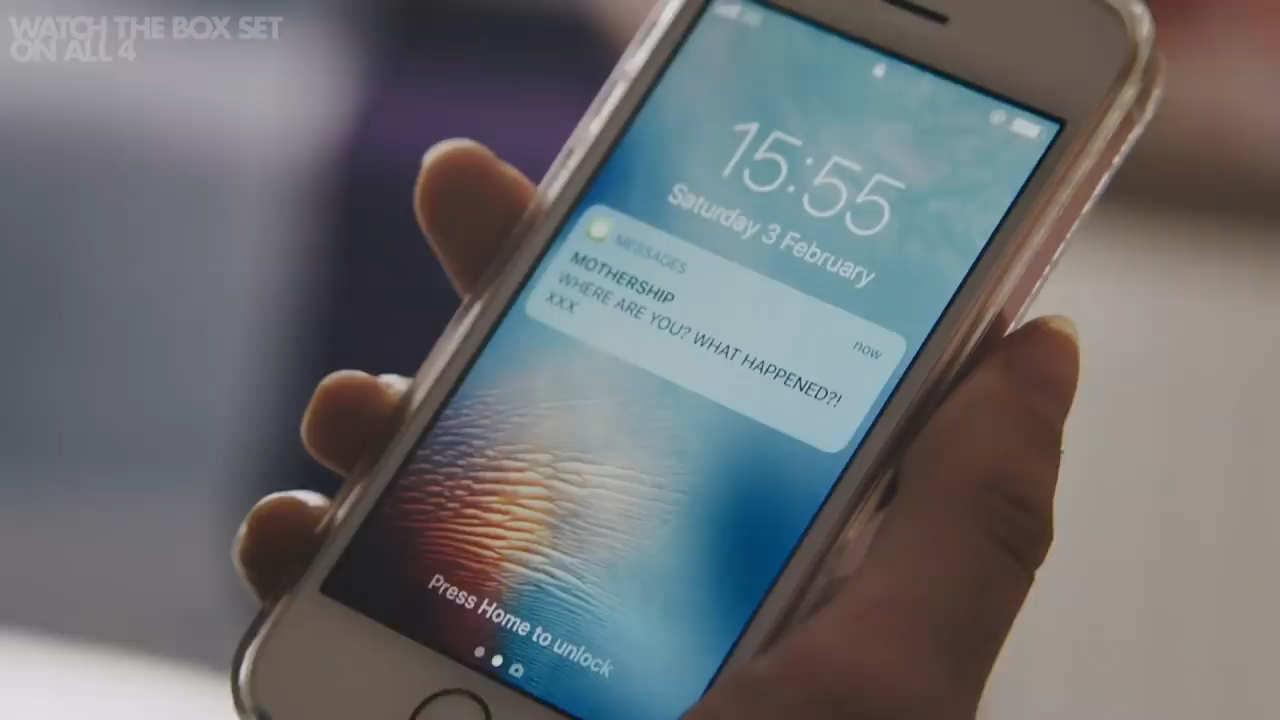 WATCH THE BOX SET
ON ALL 4
15:55
Saturday 3 February
MESSAGES
now
MOTHERSHIP
WHERE ARE YOU? WHAT HAPPENED?!
XXX
Press Home to unlock